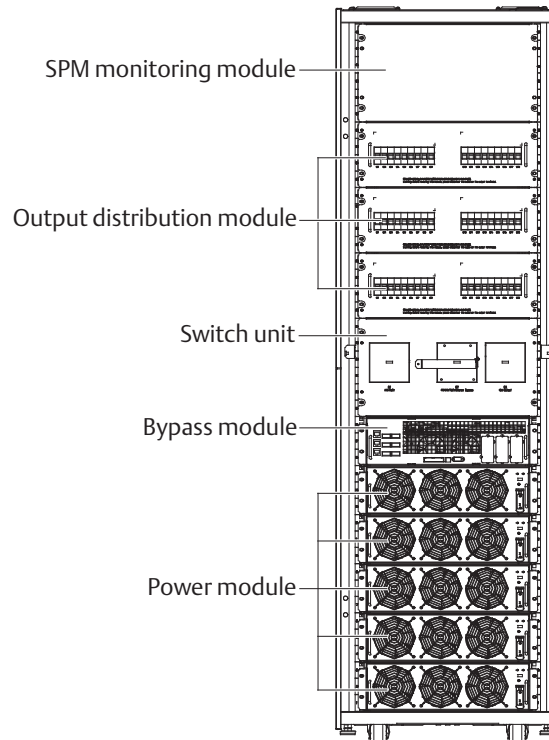 SPM monitoring module
Output distribution module
Switch unit
Bypass module
Power module